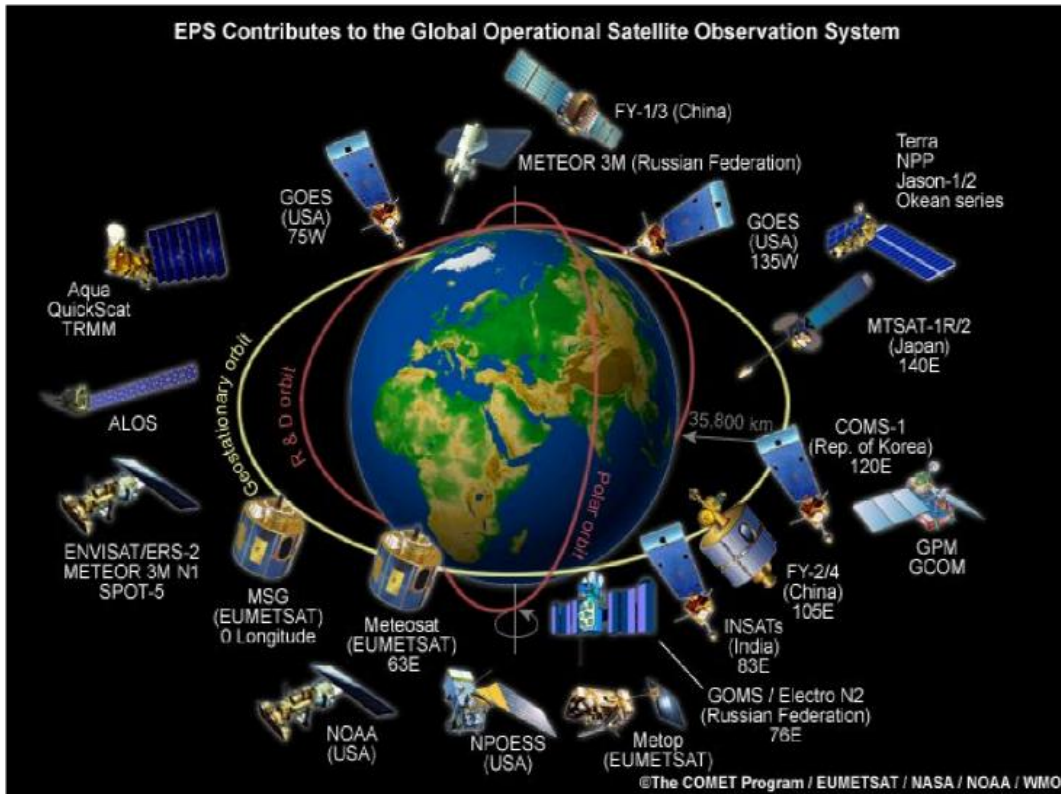 EPS Contributes to the Global Operational Satellite Observation System
FY-1/3 (China)
METEOR 3M (Russian Federation)
Terra
NPP
Jason-1/2
Okean series
GOES
(USA)
75W
GOES
(USA)
135W
Aqua
QuickScat
TRMM
MTSAT-1R/2
(Japan)
140E
ALOS
Geostationary orbit
R & D orbit
Polar orbit
35,800 km
COMS-1
(Rep. of Korea)
120E
ENVISAT/ERS-2
METEOR 3M N1
SPOT-5
GPM
GCOM
MSG
(EUMETSAT)
0 Longitude
Meteosat
(EUMETSAT)
63E
FY-2/4
(China)
105E
INSATs
(India)
83E
GOMS / Electro N2
(Russian Federation)
76E
NOAA
(USA)
NPOESS
(USA)
Metop
(EUMETSAT)
©The COMET Program / EUMETSAT / NASA / NOAA / WMO